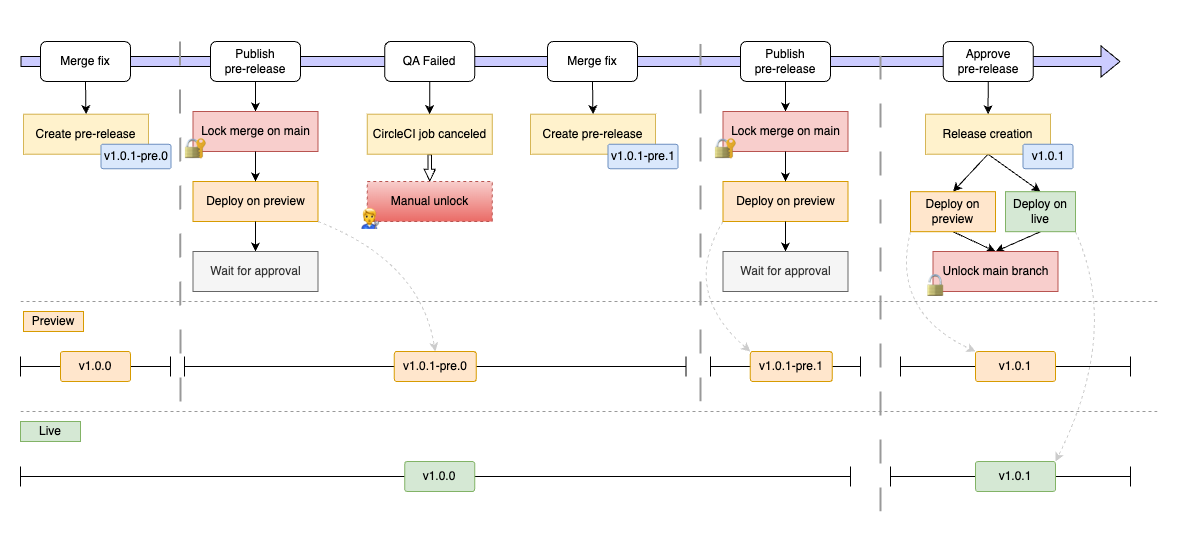 Merge fix
Publish
pre-release
QA Failed
Merge fix
Publish
pre-release
Approve
pre-release
Create pre-release
v1.0.1-pre.0
Lock merge on main
CircleCI job canceled
Create pre-release
v1.0.1-pre.1
Lock merge on main
Release creation
v1.0.1
Deploy on preview
Manual unlock
Deploy on preview
Deploy on
preview
Deploy on
live
Wait for approval
Wait for approval
Unlock main branch
Preview
v1.0.0
v1.0.1-pre.0
v1.0.1-pre.1
v1.0.1
Live
v1.0.0
v1.0.1